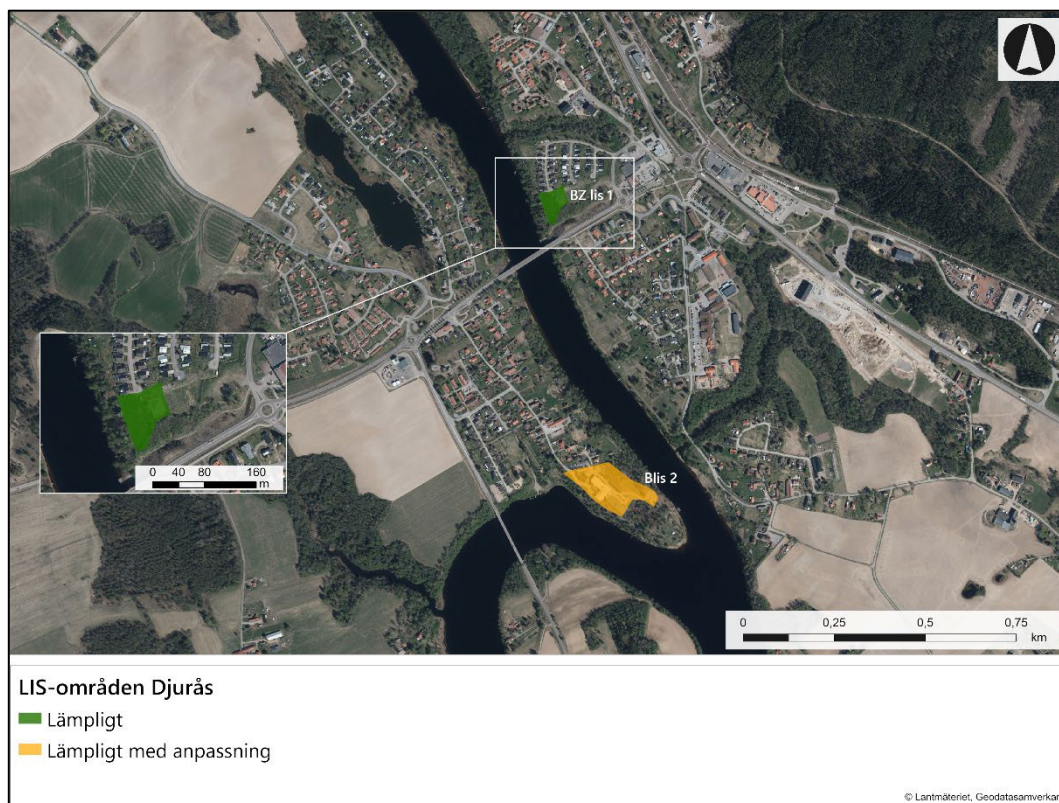 BZ lis 1
Blis 2
0 40 80 160
m
0 0,25 0,5 0,75
km
LIS-områden Djurås
Lämpligt
Lämpligt med anpassning
© Lantmäteriet, Geodatasamverkan